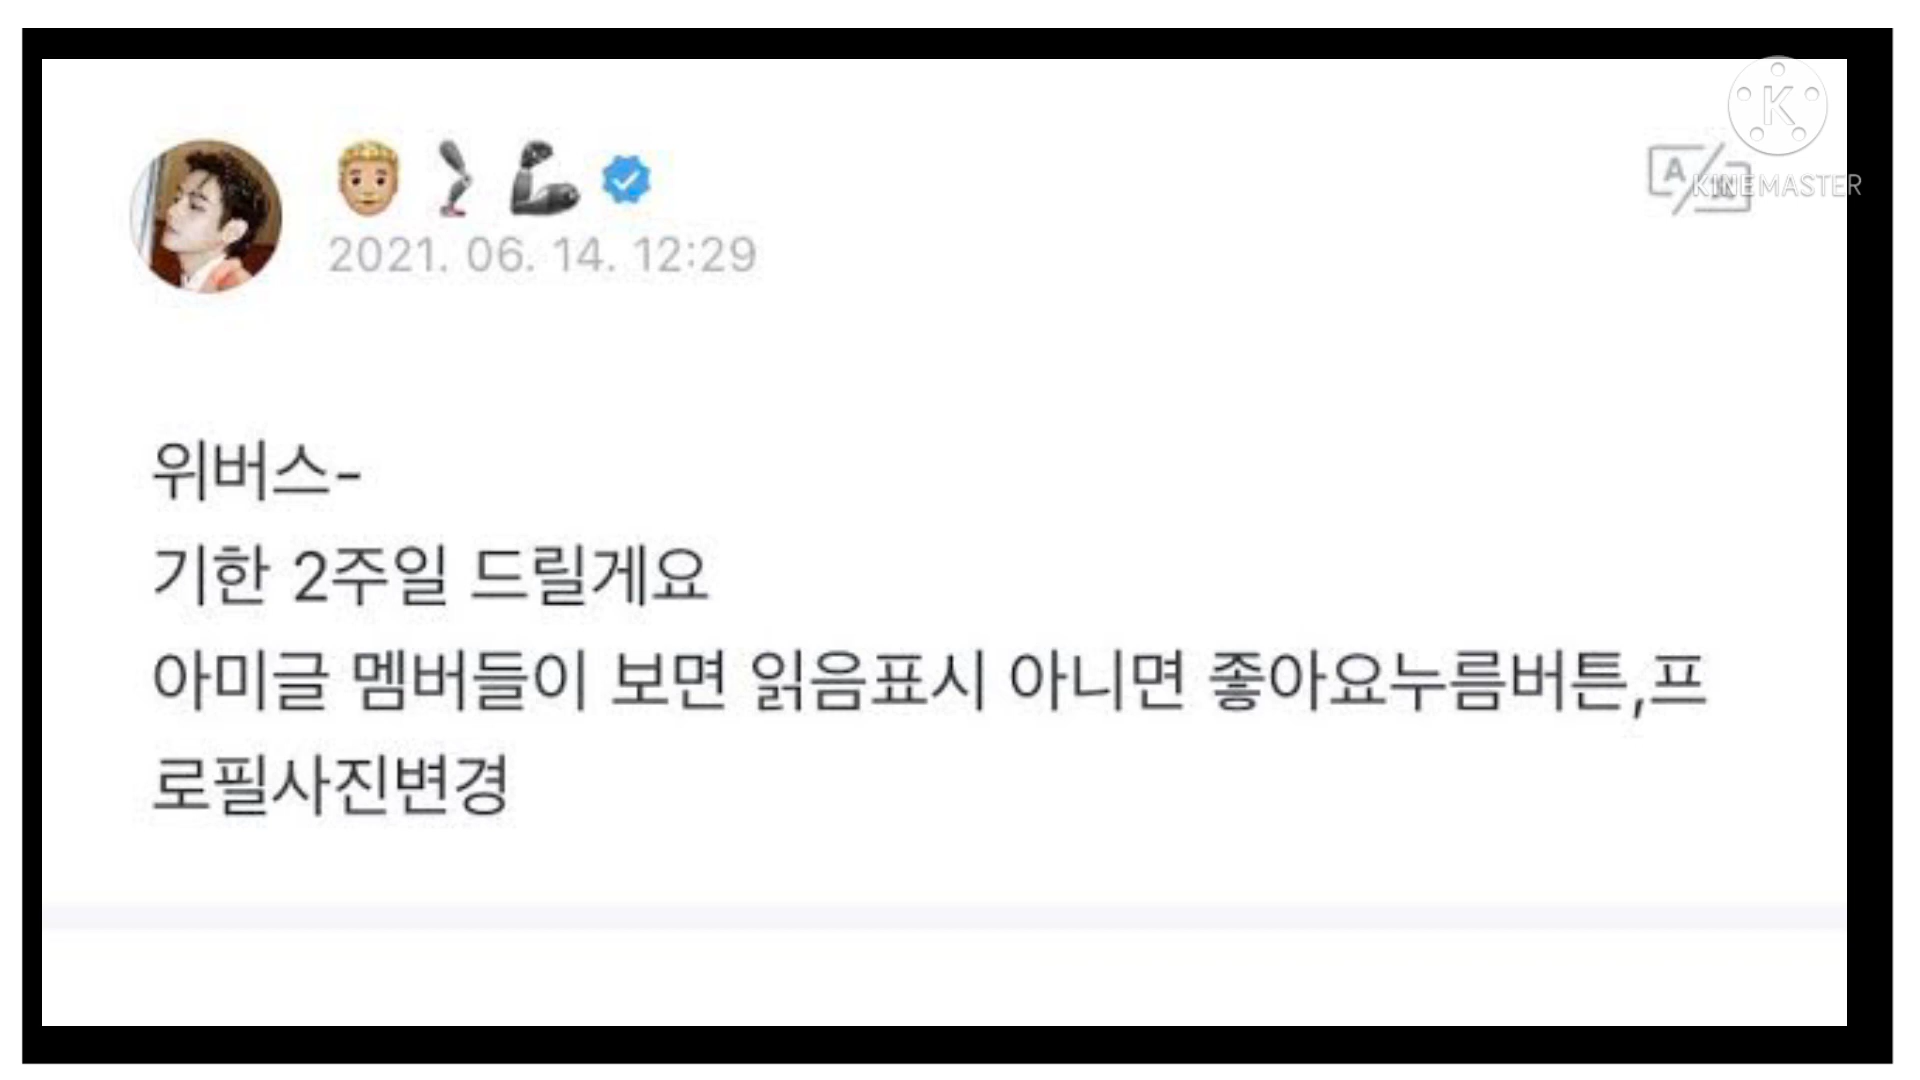 2021. 06. 14. 12:29
KINEMASTER
위버스-
기한 2주일 드릴게요
아미글 멤버들이 보면 읽음표시 아니면 좋아요누름버튼,프
로필사진변경